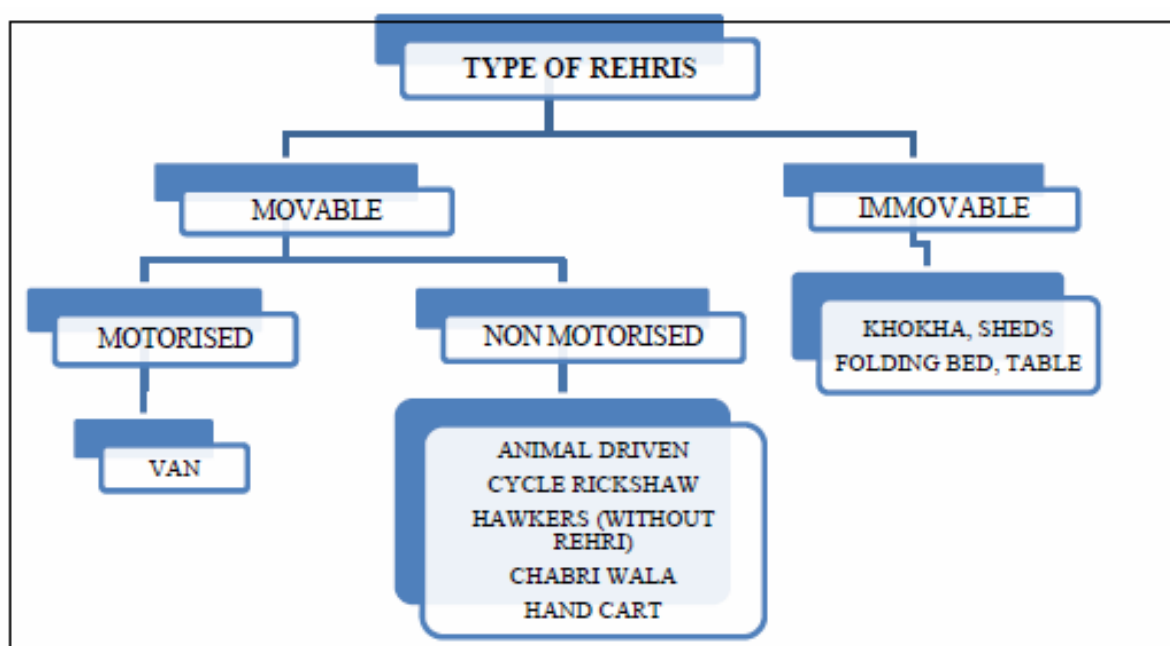 TYPE OF REHRIS
MOVABLE
IMMOVABLE
MOTORISED
NON MOTORISED
KHOKHA, SHEDS
FOLDING BED, TABLE
VAN
ANIMAL DRIVEN
CYCLE RICKSHAW
HAWKERS (WITHOUT
REHRI)
CHABRI WALA
HAND CART